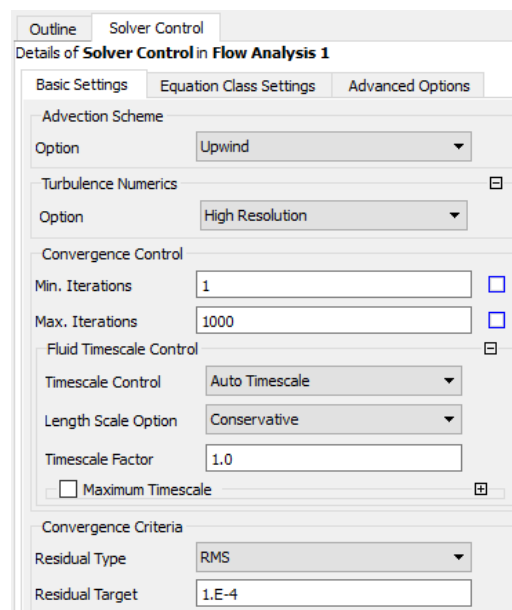 Outline Solver Control
Details of Solver Control in Flow Analysis 1
Basic Settings Equation Class Settings Advanced Options
Advection Scheme
Option Upwind
Turbulence Numerics
Option High Resolution
Convergence Control
Min. Iterations 1
Max. Iterations 1000
Fluid Timescale Control
Timescale Control Auto Timescale
Length Scale Option Conservative
Timescale Factor 1.0
Maximum Timescale
Convergence Criteria
Residual Type RMS
Residual Target 1.E-4